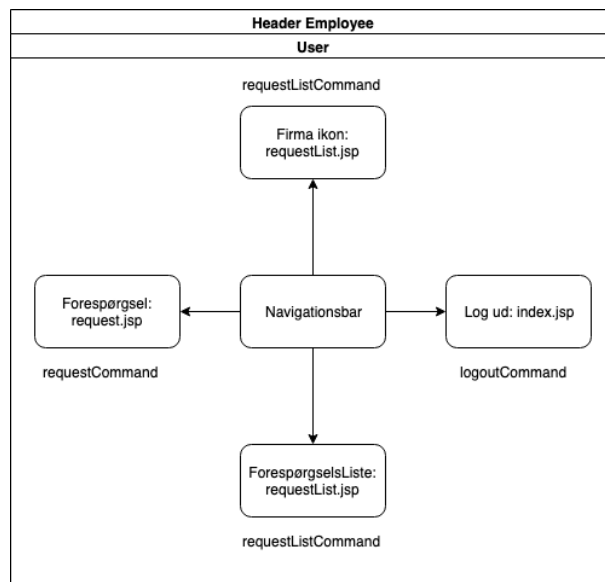 Header Employee
User
requestListCommand
Firma ikon:
requestList.jsp
Forespørgsel:
request.jsp
Navigationsbar
Log ud: index.jsp
requestCommand
logoutCommand
ForespørgselsListe:
requestList.jsp
requestListCommand